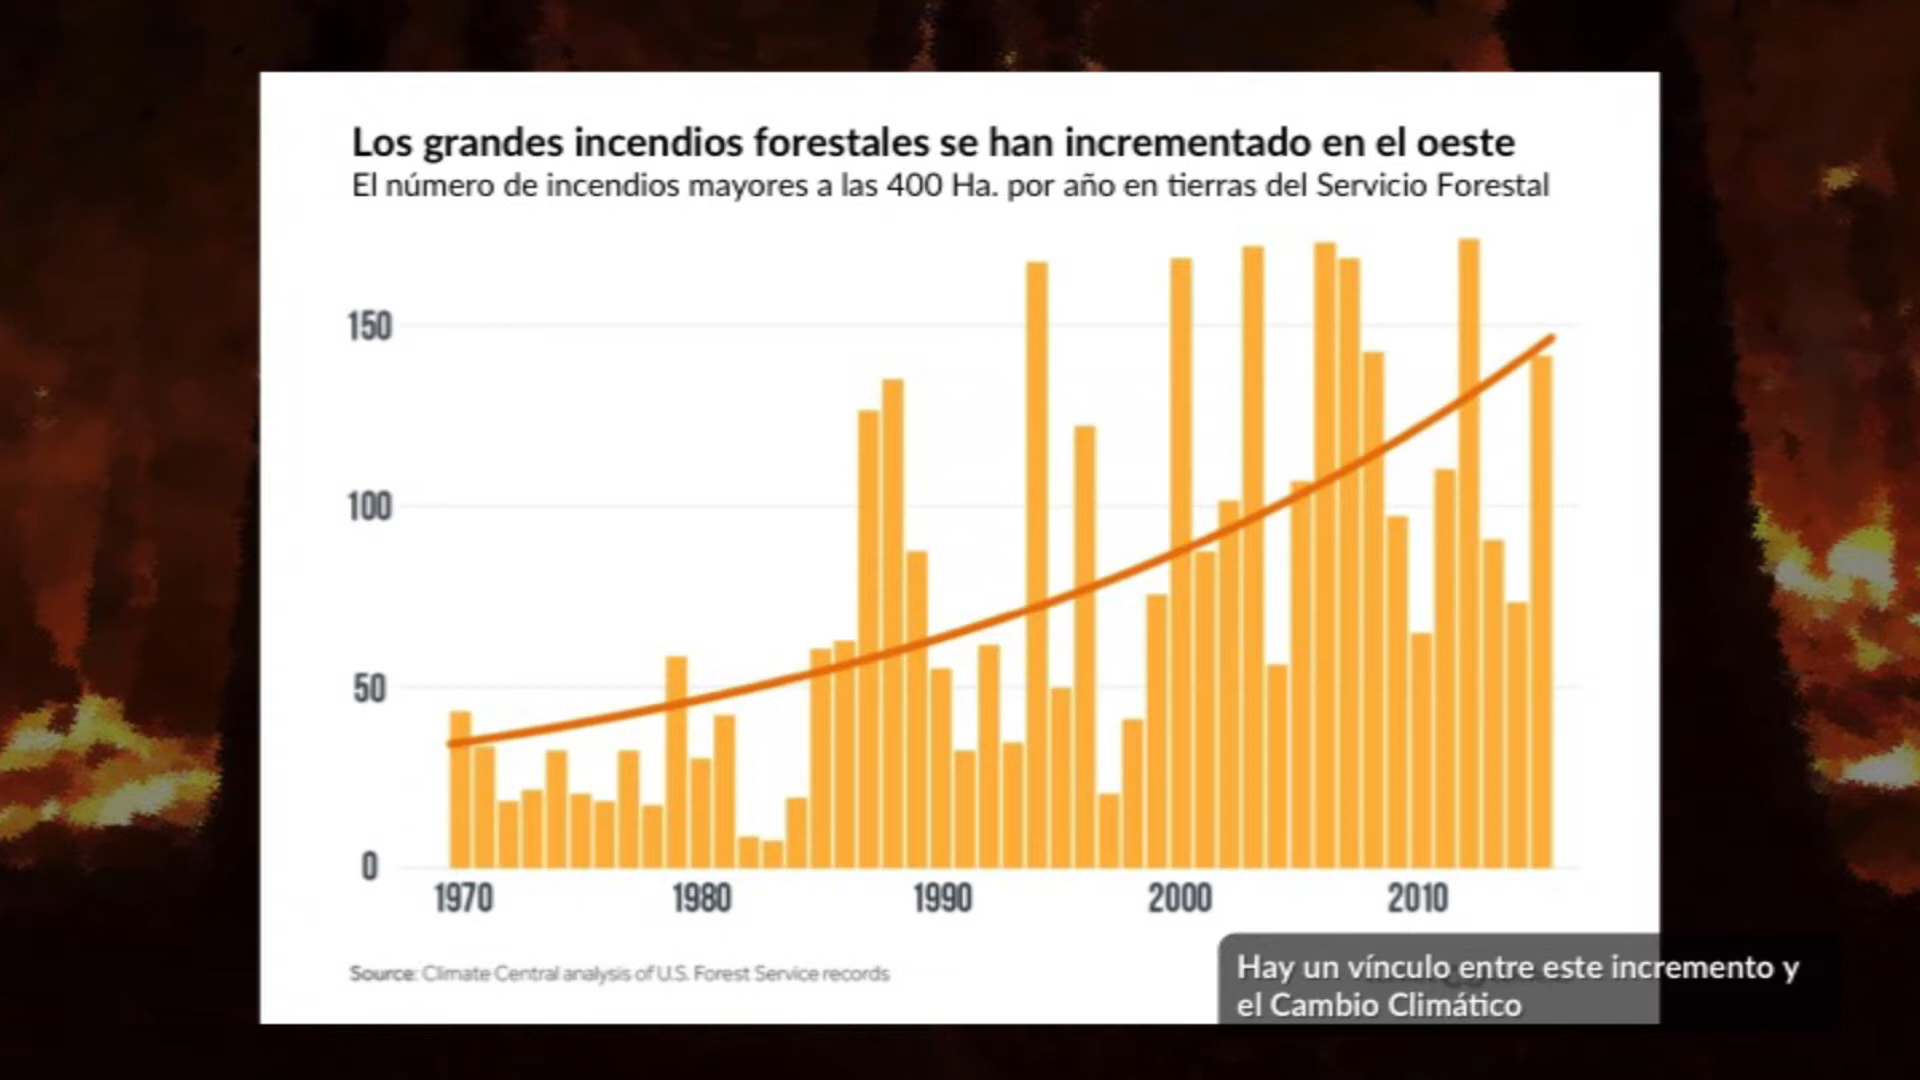 Los grandes incendios forestales se han incrementado en el oeste
El número de incendios mayores a las 400 Ha. por año en tierras del Servicio Forestal
150
100
50
0
1970 1980 1990 2000 2010
Source: Climate Central analysis of U.S. Forest Service records
Hay un vínculo entre este incremento y
el Cambio Climático